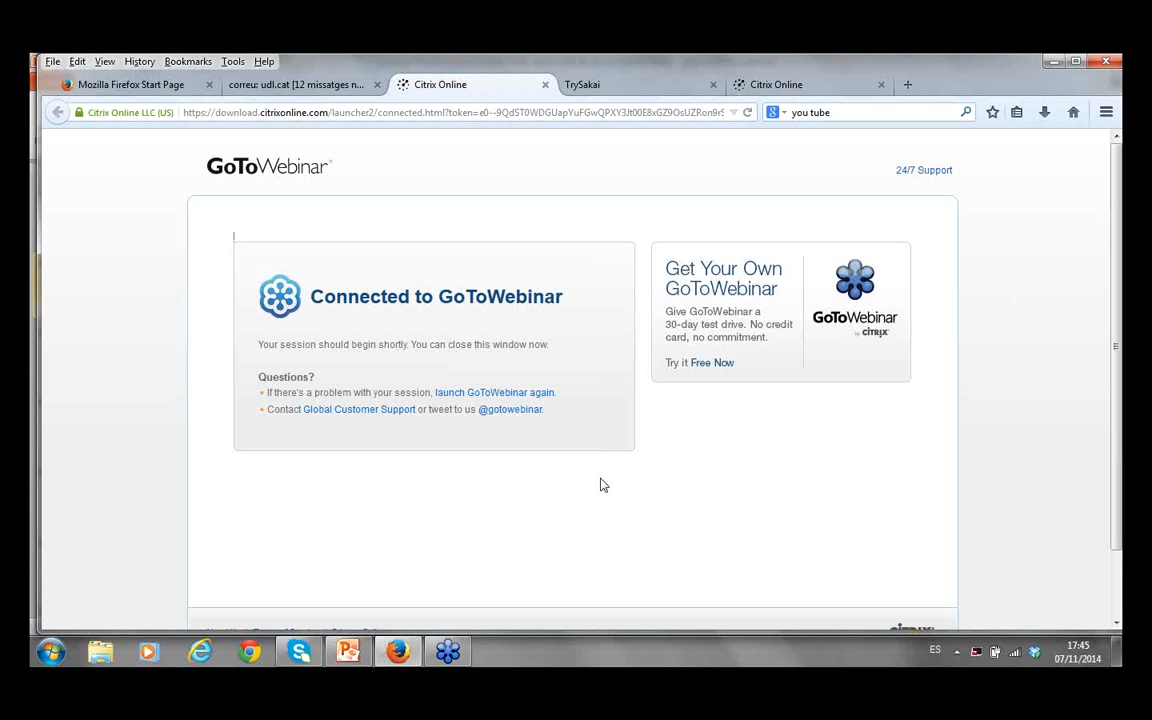 File Edit View History Bookmarks Tools Help
Mozilla Firefox Start Page
correu: udl.cat [12 missatges n...
Citrix Online
TrySakai
Citrix Online
Citrix Online LLC (US)
you tube
GoToWebinar
24/7 Support
Connected to GoToWebinar
Your session should begin shortly. You can close this window now.
Questions?
If there's a problem with your session, launch GoToWebinar again.
Contact Global Customer Support or tweet to us @gotowebinar.
Get Your Own
GoToWebinar
Give GoToWebinar a
30-day test drive. No credit
card, no commitment.
Try it Free Now
GoToWebinar
by CITRIX
ES
17:45
07/11/2014